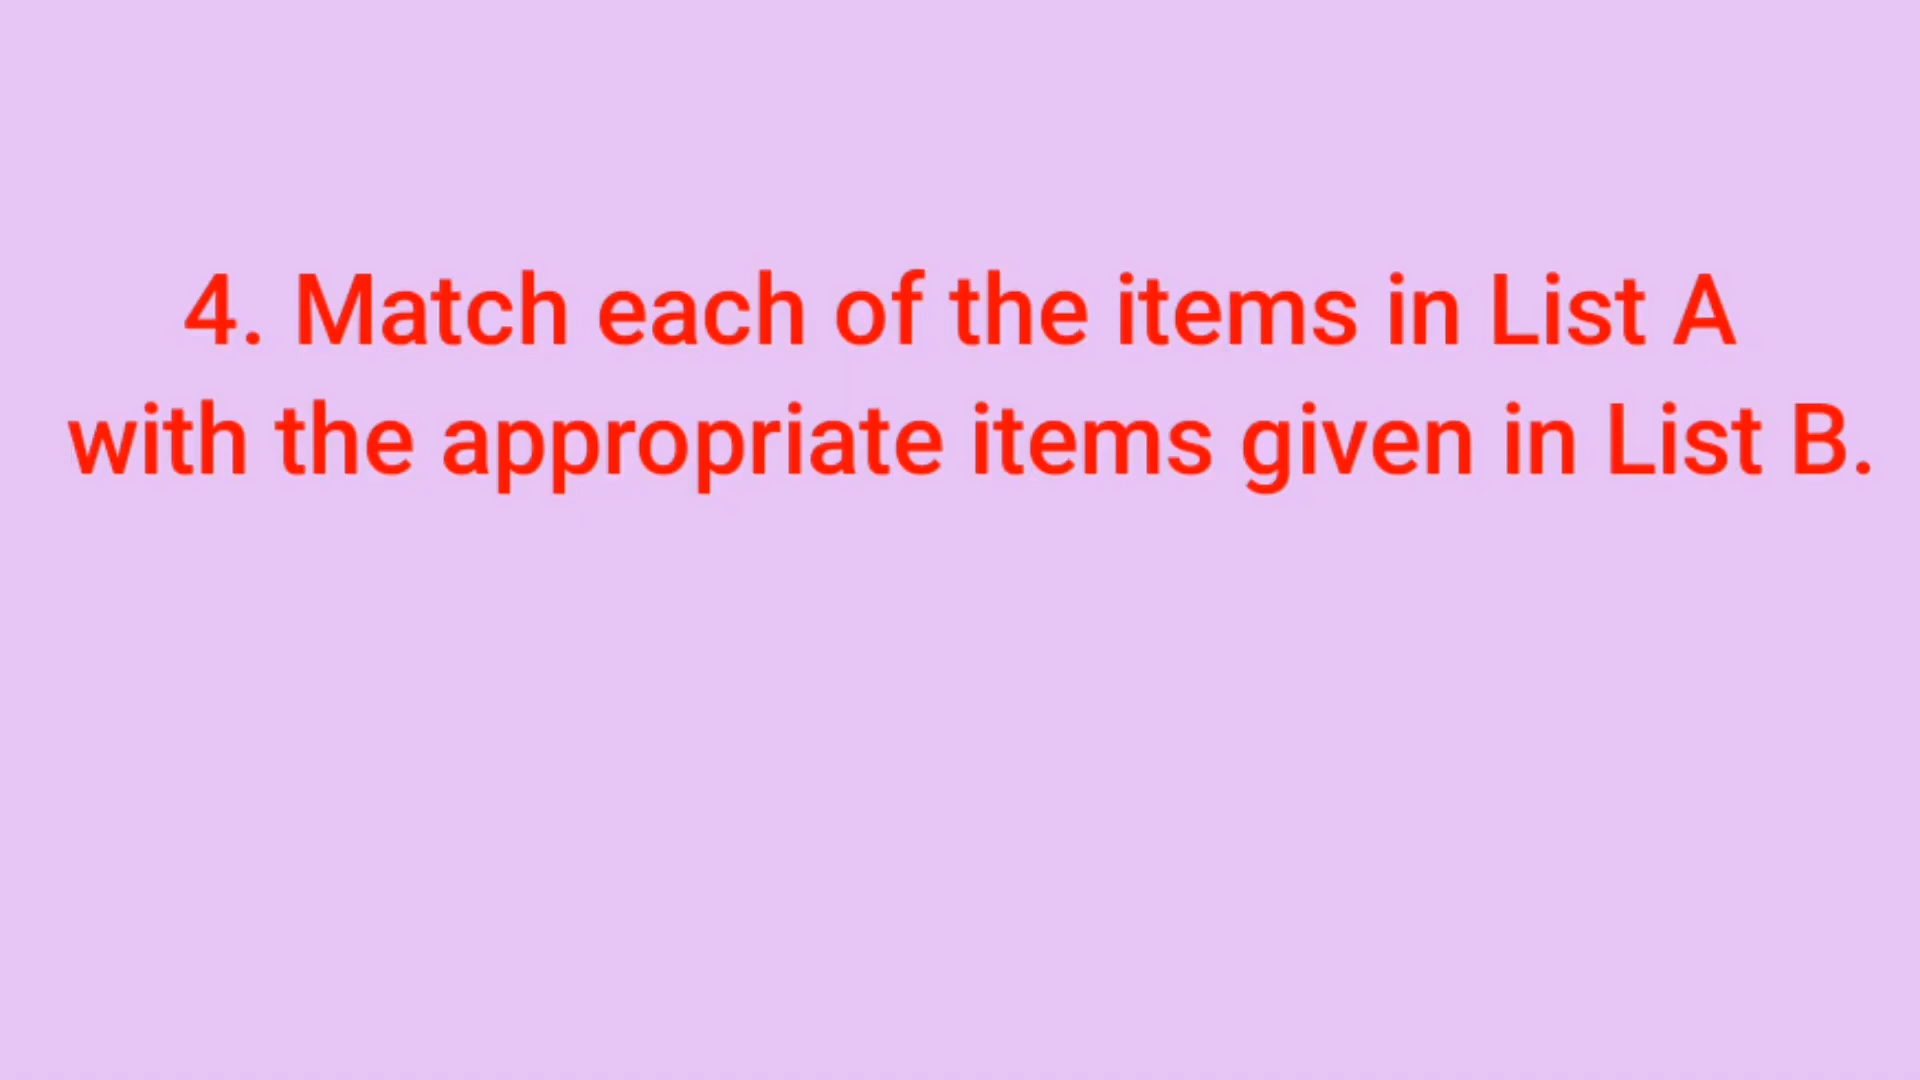 4. Match each of the items in List A
with the appropriate items given in List B.